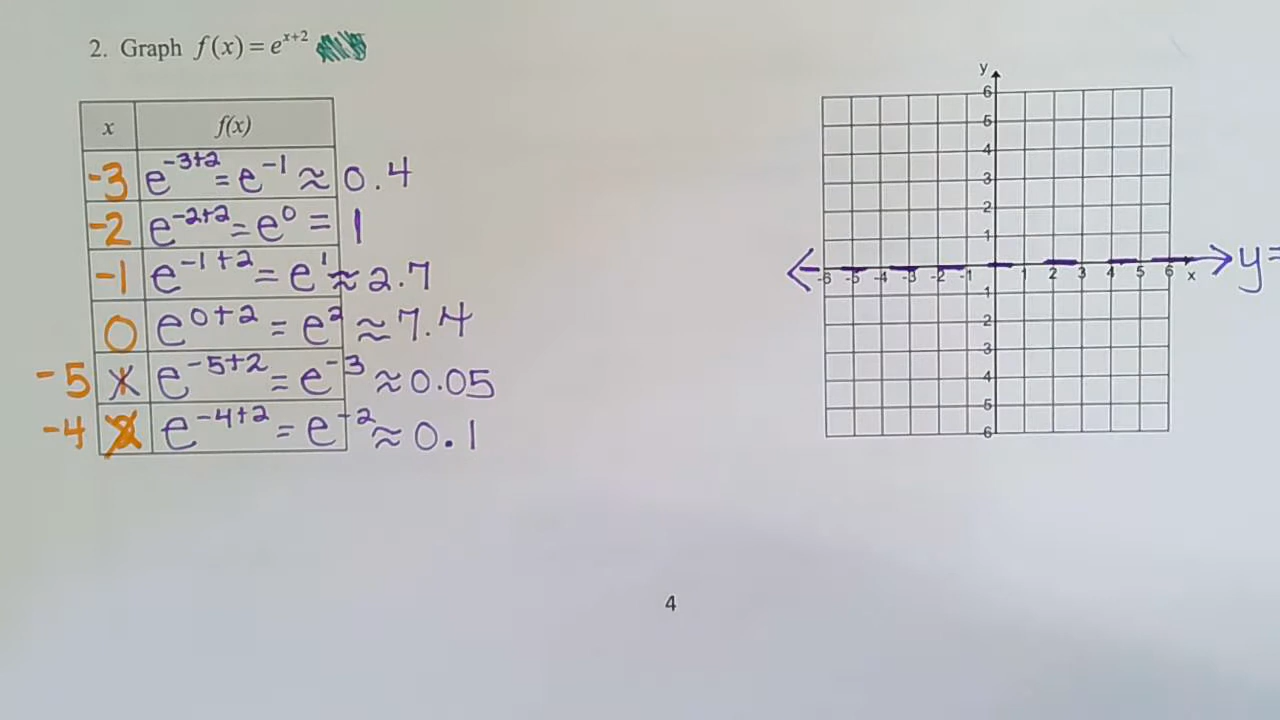 2. Graph f(x) = e^{x+2}
x f(x)
-3 e^{-3+2} = e^{-1} ≈ 0.4
-2 e^{-2+2} = e^0 = 1
-1 e^{-1+2} = e^1 ≈ 2.7
0 e^{0+2} = e^2 ≈ 7.4
-5 e^{-5+2} = e^{-3} ≈ 0.05
-4 2 e^{-4+2} = e^{-2} ≈ 0.1
y
6
5
4
3
2
1
-6 -5 -4 -3 -2 -1 1 2 3 4 5 6 x
y=
1
2
3
4
5
6
4